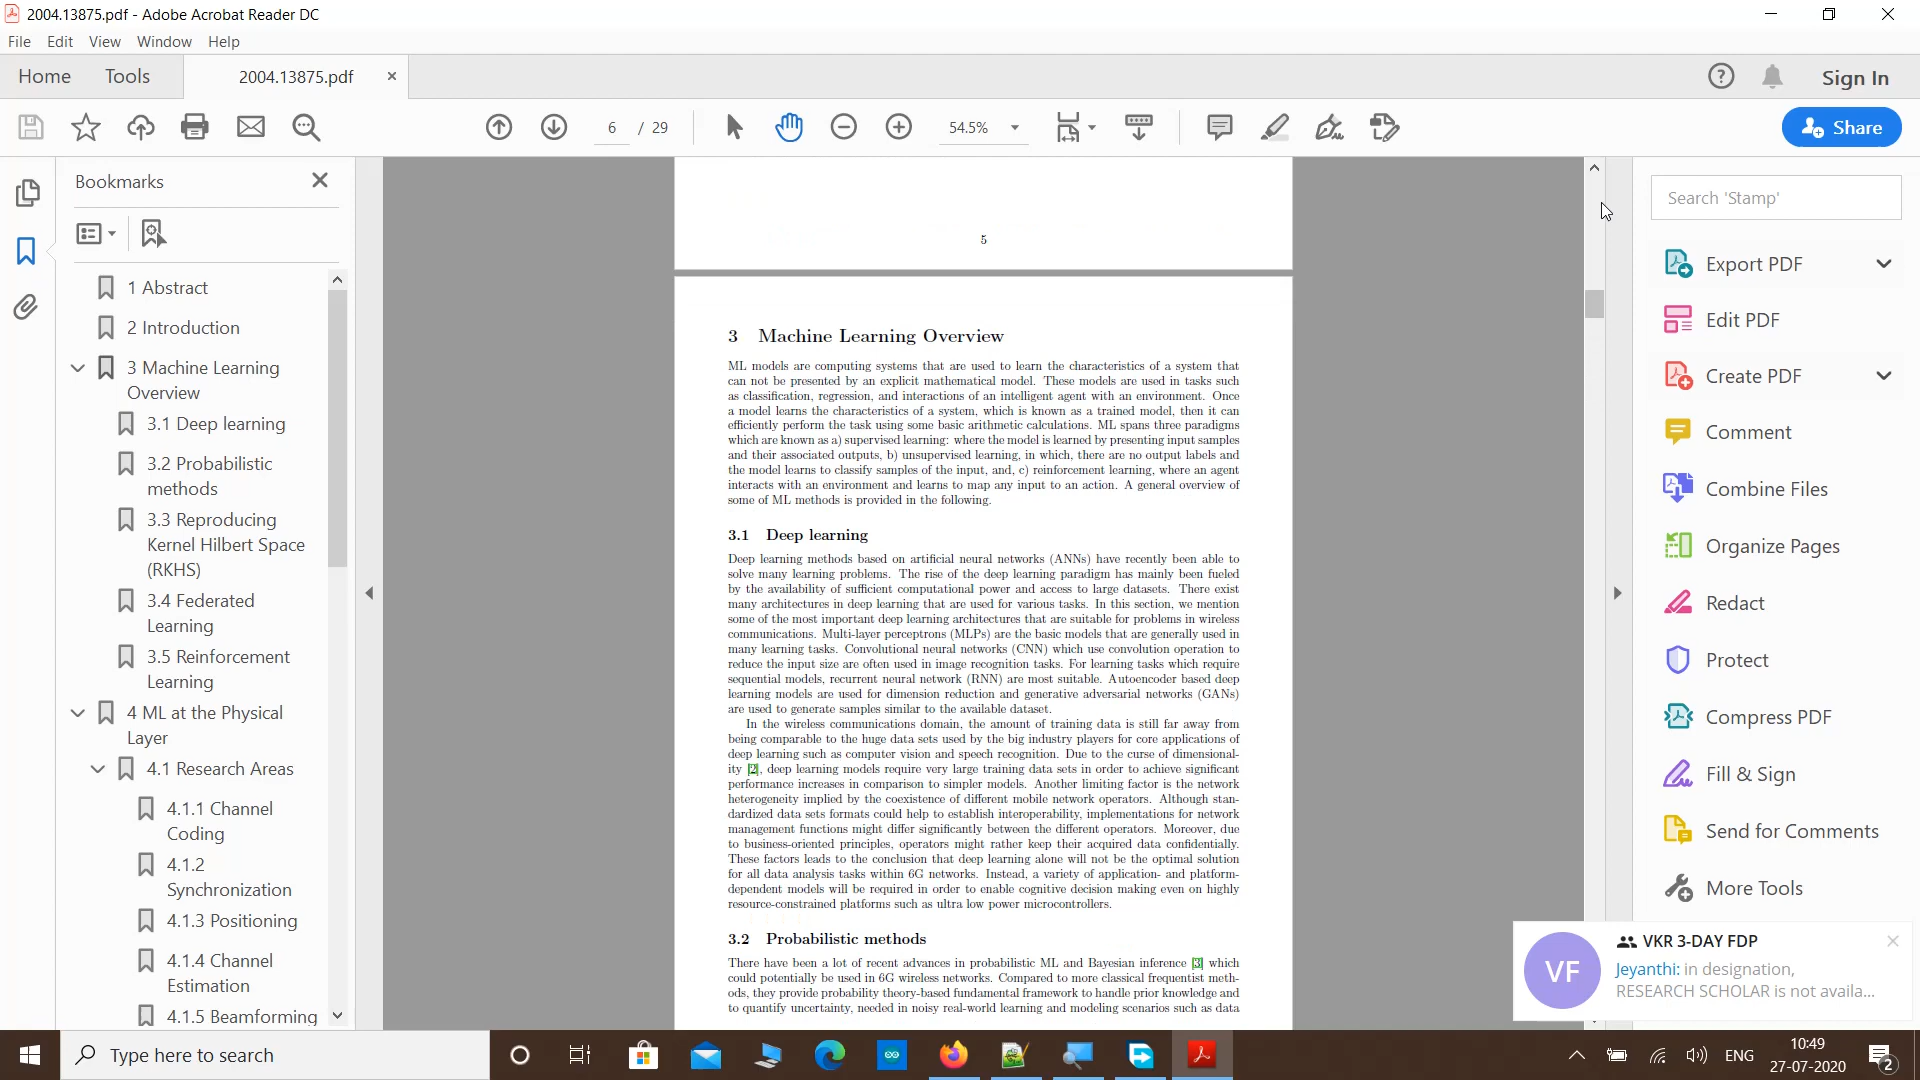 2004.13875.pdf - Adobe Acrobat Reader DC
File Edit View Window Help
Home Tools 2004.13875.pdf Sign In
6 / 29 54.5% Share
Bookmarks
1 Abstract
2 Introduction
3 Machine Learning
Overview
3.1 Deep learning
3.2 Probabilistic
methods
3.3 Reproducing
Kernel Hilbert Space
(RKHS)
3.4 Federated
Learning
3.5 Reinforcement
Learning
4 ML at the Physical
Layer
4.1 Research Areas
4.1.1 Channel
Coding
4.1.2
Synchronization
4.1.3 Positioning
4.1.4 Channel
Estimation
4.1.5 Beamforming
5
3 Machine Learning Overview
ML models are computing systems that are used to learn the characteristics of a system that
can not be presented by an explicit mathematical model. These models are used in tasks such
as classification, regression, and interactions of an intelligent agent with an environment. Once
a model learns the characteristics of a system, which is known as a trained model, then it can
efficiently perform the task using some basic arithmetic calculations. ML spans three paradigms
which are known as a) supervised learning: where the model is learned by presenting input samples
and their associated outputs, b) unsupervised learning, in which, there are no output labels and
the model learns to classify samples of the input, and, c) reinforcement learning, where an agent
interacts with an environment and learns to map any input to an action. A general overview of
some of ML methods is provided in the following.
3.1 Deep learning
Deep learning methods based on artificial neural networks (ANNs) have recently been able to
solve many learning problems. The rise of the deep learning paradigm has mainly been fueled
by the availability of sufficient computational power and access to large datasets. There exist
many architectures in deep learning that are used for various tasks. In this section, we mention
some of the most important deep learning architectures that are suitable for problems in wireless
communications. Multi-layer perceptrons (MLPs) are the basic models that are generally used in
many learning tasks. Convolutional neural networks (CNN) which use convolution operation to
reduce the input size are often used in image recognition tasks. For learning tasks which require
sequential models, recurrent neural network (RNN) are most suitable. Autoencoder based deep
learning models are used for dimension reduction and generative adversarial networks (GANs)
are used to generate samples similar to the available dataset.
In the wireless communications domain, the amount of training data is still far away from
being comparable to the huge data sets used by the big industry players for core applications of
deep learning such as computer vision and speech recognition. Due to the curse of dimensional-
ity [2], deep learning models require very large training data sets in order to achieve significant
performance increases in comparison to simpler models. Another limiting factor is the network
heterogeneity implied by the coexistence of different mobile network operators. Although stan-
dardized data sets formats could help to establish interoperability, implementations for network
management functions might differ significantly between the different operators. Moreover, due
to business-oriented principles, operators might rather keep their acquired data confidentially.
These factors leads to the conclusion that deep learning alone will not be the optimal solution
for all data analysis tasks within 6G networks. Instead, a variety of application- and platform-
dependent models will be required in order to enable cognitive decision making even on highly
resource-constrained platforms such as ultra low power microcontrollers.
3.2 Probabilistic methods
There have been a lot of recent advances in probabilistic ML and Bayesian inference [3] which
could potentially be used in 6G wireless networks. Compared to more classical frequentist meth-
ods, they provide probability theory-based fundamental framework to handle prior knowledge and
to quantify uncertainty, needed in noisy real-world learning and modeling scenarios such as data
Search 'Stamp'
Export PDF
Edit PDF
Create PDF
Comment
Combine Files
Organize Pages
Redact
Protect
Compress PDF
Fill & Sign
Send for Comments
More Tools
VF
VKR 3-DAY FDP
Jeyanthi: in designation,
RESEARCH SCHOLAR is not availa...
Type here to search
ENG
10:49
27-07-2020
2